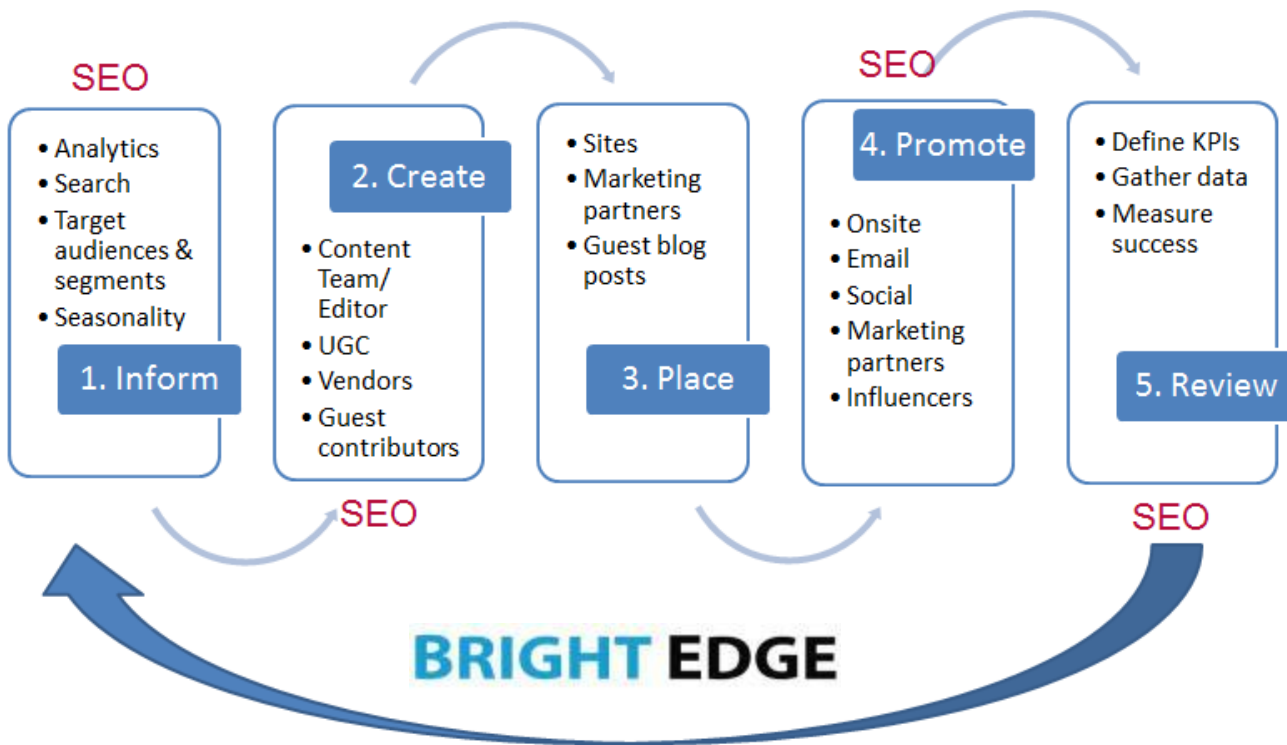 SEO
• Analytics
• Search
• Target
audiences &
segments
• Seasonality
1. Inform
2. Create
• Content
Team/
Editor
• UGC
• Vendors
• Guest
contributors
SEO
• Sites
• Marketing
partners
• Guest blog
posts
3. Place
SEO
4. Promote
• Onsite
• Email
• Social
• Marketing
partners
• Influencers
• Define KPIs
• Gather data
• Measure
success
5. Review
SEO
BRIGHT EDGE